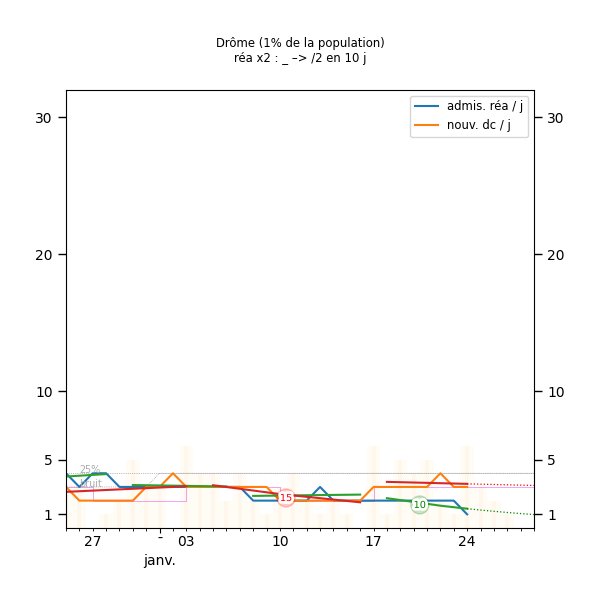 Drôme (1% de la population)
réa x2 : _ –> /2 en 10 j
admis. réa / j
nouv. dc / j
30 30
20 20
10 10
5 5
25%
bruit
15
10
1 1
27 - 03 10 17 24
janv.